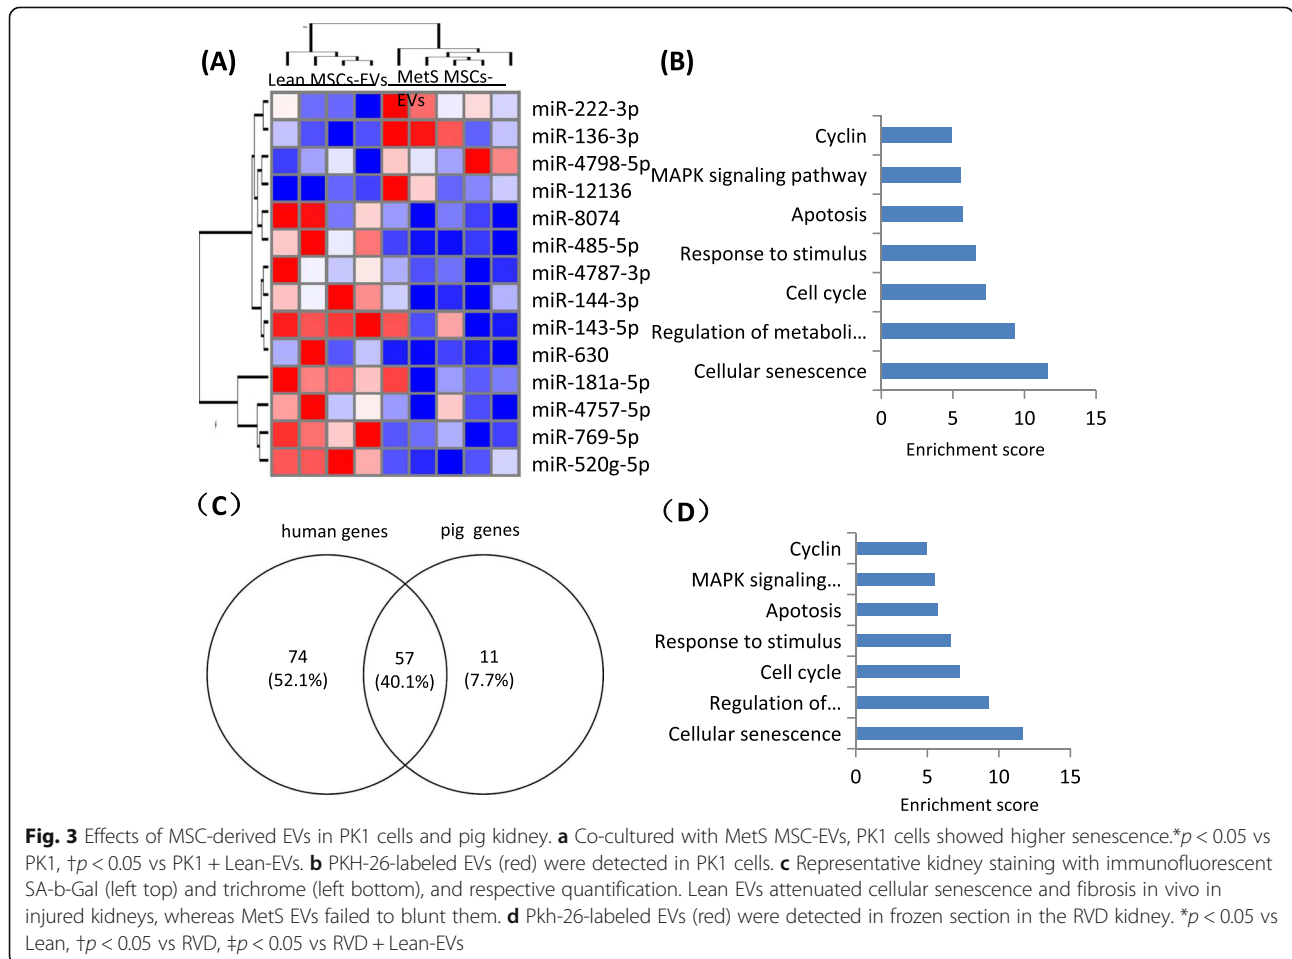 (A)
Lean MSCs-EVs
MetS MSCs-
EVs
miR-222-3p
miR-136-3p
miR-4798-5p
miR-12136
miR-8074
miR-485-5p
miR-4787-3p
miR-144-3p
miR-143-5p
miR-630
miR-181a-5p
miR-4757-5p
miR-769-5p
miR-520g-5p
(B)
Cyclin
MAPK signaling pathway
Apotosis
Response to stimulus
Cell cycle
Regulation of metaboli...
Cellular senescence
0 5 10 15
Enrichment score
(C)
human genes
pig genes
74
(52.1%)
57
(40.1%)
11
(7.7%)
(D)
Cyclin
MAPK signaling...
Apotosis
Response to stimulus
Cell cycle
Regulation of...
Cellular senescence
0 5 10 15
Enrichment score
Fig. 3 Effects of MSC-derived EVs in PK1 cells and pig kidney. a Co-cultured with MetS MSC-EVs, PK1 cells showed higher senescence.*p < 0.05 vs
PK1, †p < 0.05 vs PK1 + Lean-EVs. b PKH-26-labeled EVs (red) were detected in PK1 cells. c Representative kidney staining with immunofluorescent
SA-b-Gal (left top) and trichrome (left bottom), and respective quantification. Lean EVs attenuated cellular senescence and fibrosis in vivo in
injured kidneys, whereas MetS EVs failed to blunt them. d Pkh-26-labeled EVs (red) were detected in frozen section in the RVD kidney. *p < 0.05 vs
Lean, †p < 0.05 vs RVD, ‡p < 0.05 vs RVD + Lean-EVs